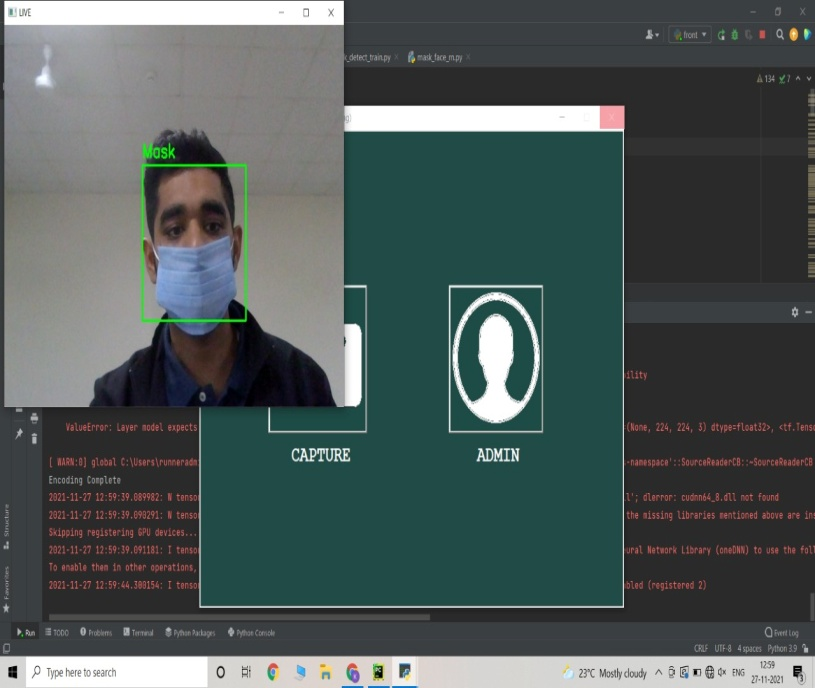 LIVE
front
_detect_train.py
mask_face_rn.py
134
7
Mask
CAPTURE
ADMIN
ility
ValueError: Layer model expects
(None, 224, 224, 3) dtype=float32>, <tf.Tenso
[ WARN:0] global C:\Users\runneradm
-namespace'::SourceReaderCB::~SourceReaderCB
Encoding Complete
2021-11-27 12:59:39.089982: W tenso
l'; dlerror: cudnn64_8.dll not found
2021-11-27 12:59:39.090291: W tenso
the missing libraries mentioned above are ins
Skipping registering GPU devices...
2021-11-27 12:59:39.091181: I tenso
ural Network Library (oneDNN) to use the foll
To enable them in other operations,
2021-11-27 12:59:44.308154: I tenso
bled (registered 2)
Structure
Favorites
Run
TODO
Problems
Terminal
Python Packages
Python Console
Event Log
CRLF UTF-8 4 spaces Python 3.9
Type here to search
23°C Mostly cloudy
ENG
12:59
27-11-2021
3